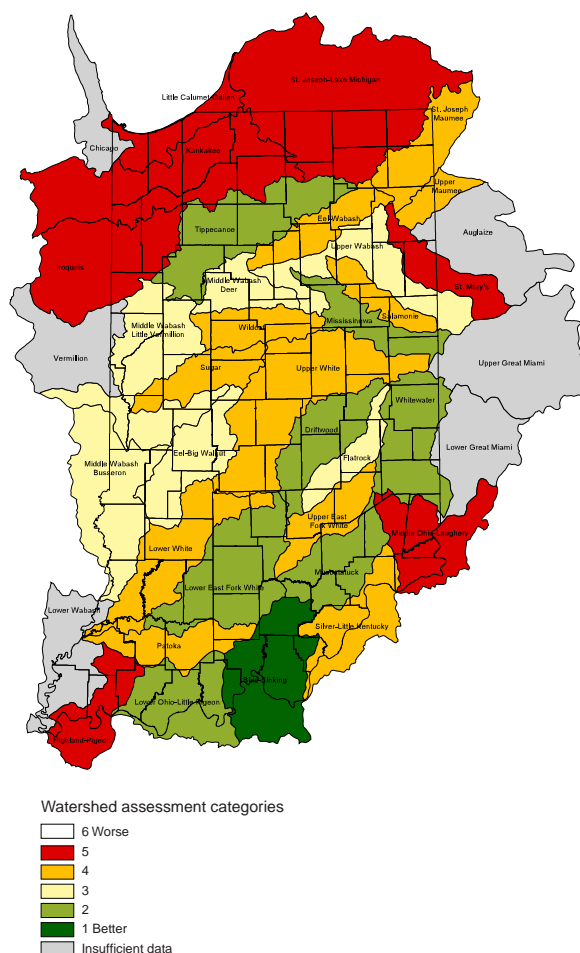 St. Joseph-Lake Michigan
Little Calumet-Galien
St. Joseph
Maumee
Chicago
Kankakee
Upper
Maumee
Eel-Wabash
Tippecanoe
Auglaize
Upper Wabash
Iroquois
Middle Wabash
Deer
St. Mary's
Salamonie
Mississinewa
Middle Wabash
Little Vermillion
Wildcat
Vermillion
Upper Great Miami
Sugar
Upper White
Whitewater
Driftwood
Lower Great Miami
Eel-Big Walnut
Flatrock
Middle Wabash
Busseron
Upper East
Fork White
Middle Ohio-Laughery
Lower White
Muscatatuck
Lower East Fork White
Lower Wabash
Silver-Little Kentucky
Patoka
Blue-Sinking
Lower Ohio-Little Pigeon
Highland-Pigeon
Watershed assessment categories
6 Worse
5
4
3
2
1 Better
Insufficient data